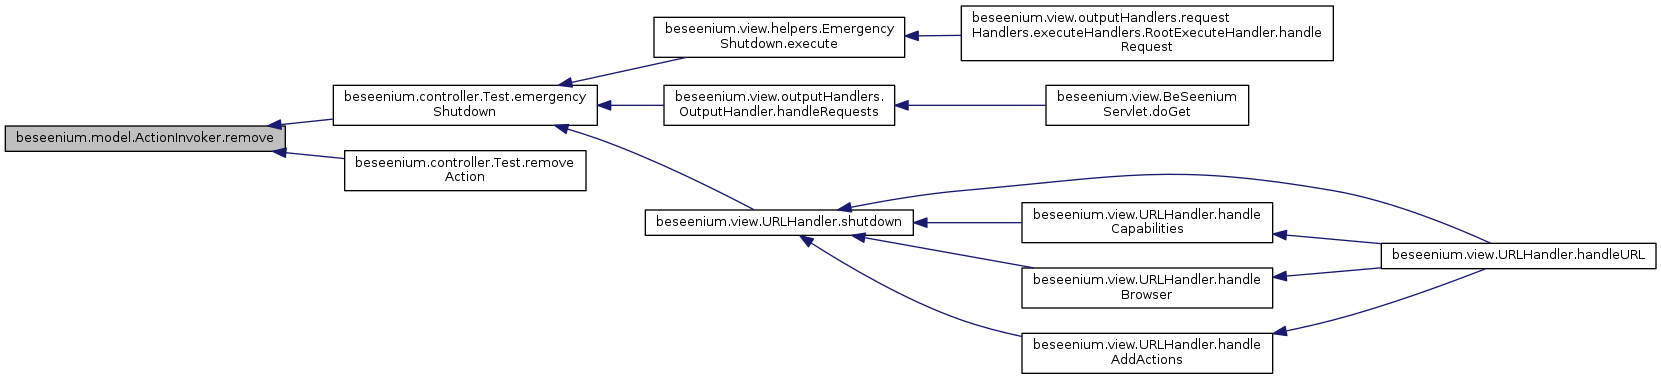 beseenium.model.ActionInvoker.remove
beseenium.controller.Test.emergency
Shutdown
beseenium.controller.Test.remove
Action
beseenium.view.helpers.Emergency
Shutdown.execute
beseenium.view.outputHandlers.
OutputHandler.handleRequests
beseenium.view.URLHandler.shutdown
beseenium.view.outputHandlers.request
Handlers.executeHandlers.RootExecuteHandler.handle
Request
beseenium.view.BeSeenium
Servlet.doGet
beseenium.view.URLHandler.handle
Capabilities
beseenium.view.URLHandler.handle
Browser
beseenium.view.URLHandler.handle
AddActions
beseenium.view.URLHandler.handleURL